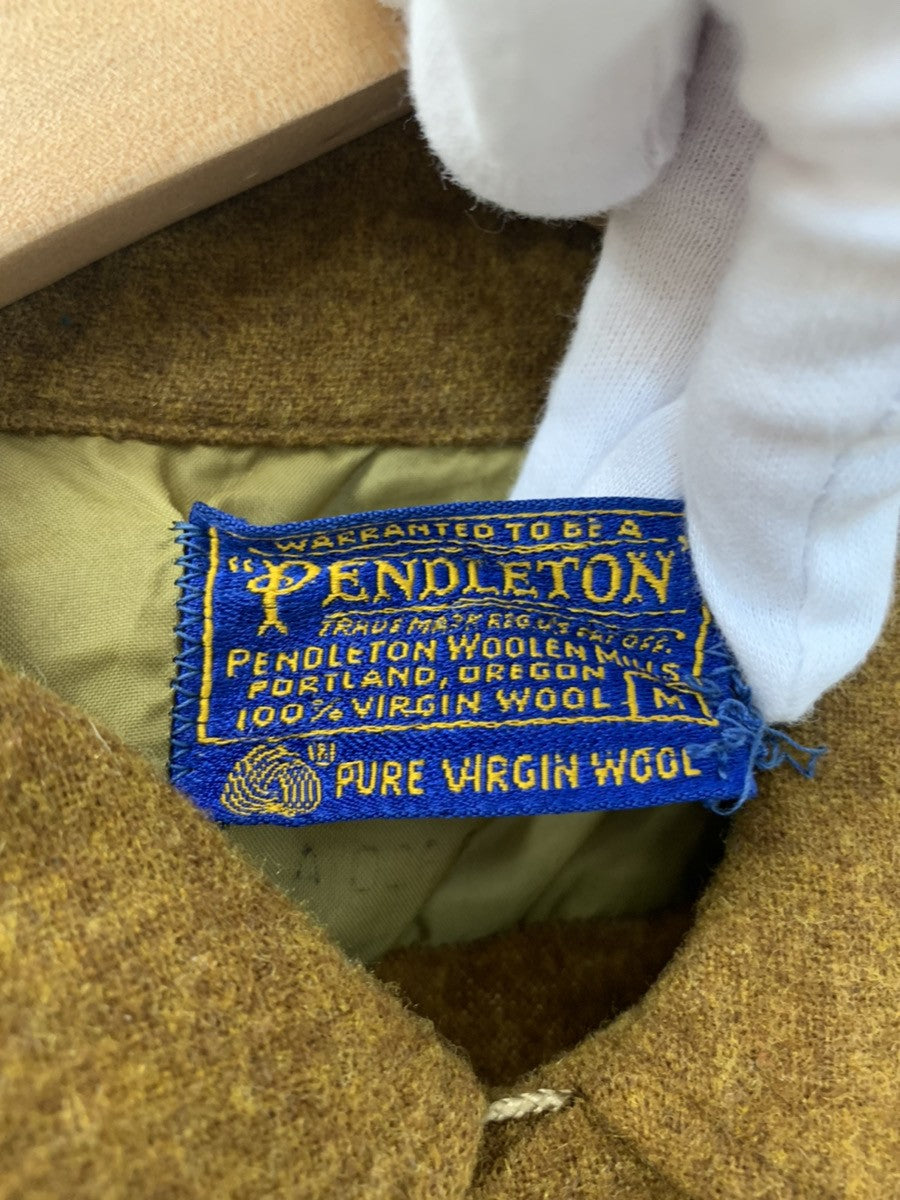 WARRANTED TO BE A
"PENDLETON"
TRADE MARK REG. U.S. PAT. OFF.
PENDLETON WOOLEN MILLS
PORTLAND, OREGON
100% VIRGIN WOOL M
PURE VIRGIN WOOL